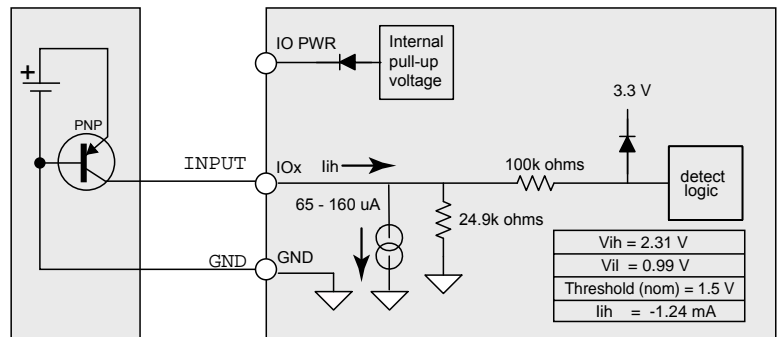 IO PWR
Internal
pull-up
voltage
3.3 V
+
PNP
INPUT
IOx
Iih
100k ohms
detect
logic
65 - 160 uA
24.9k ohms
GND
GND
Vih = 2.31 V
Vil = 0.99 V
Threshold (nom) = 1.5 V
Iih = -1.24 mA